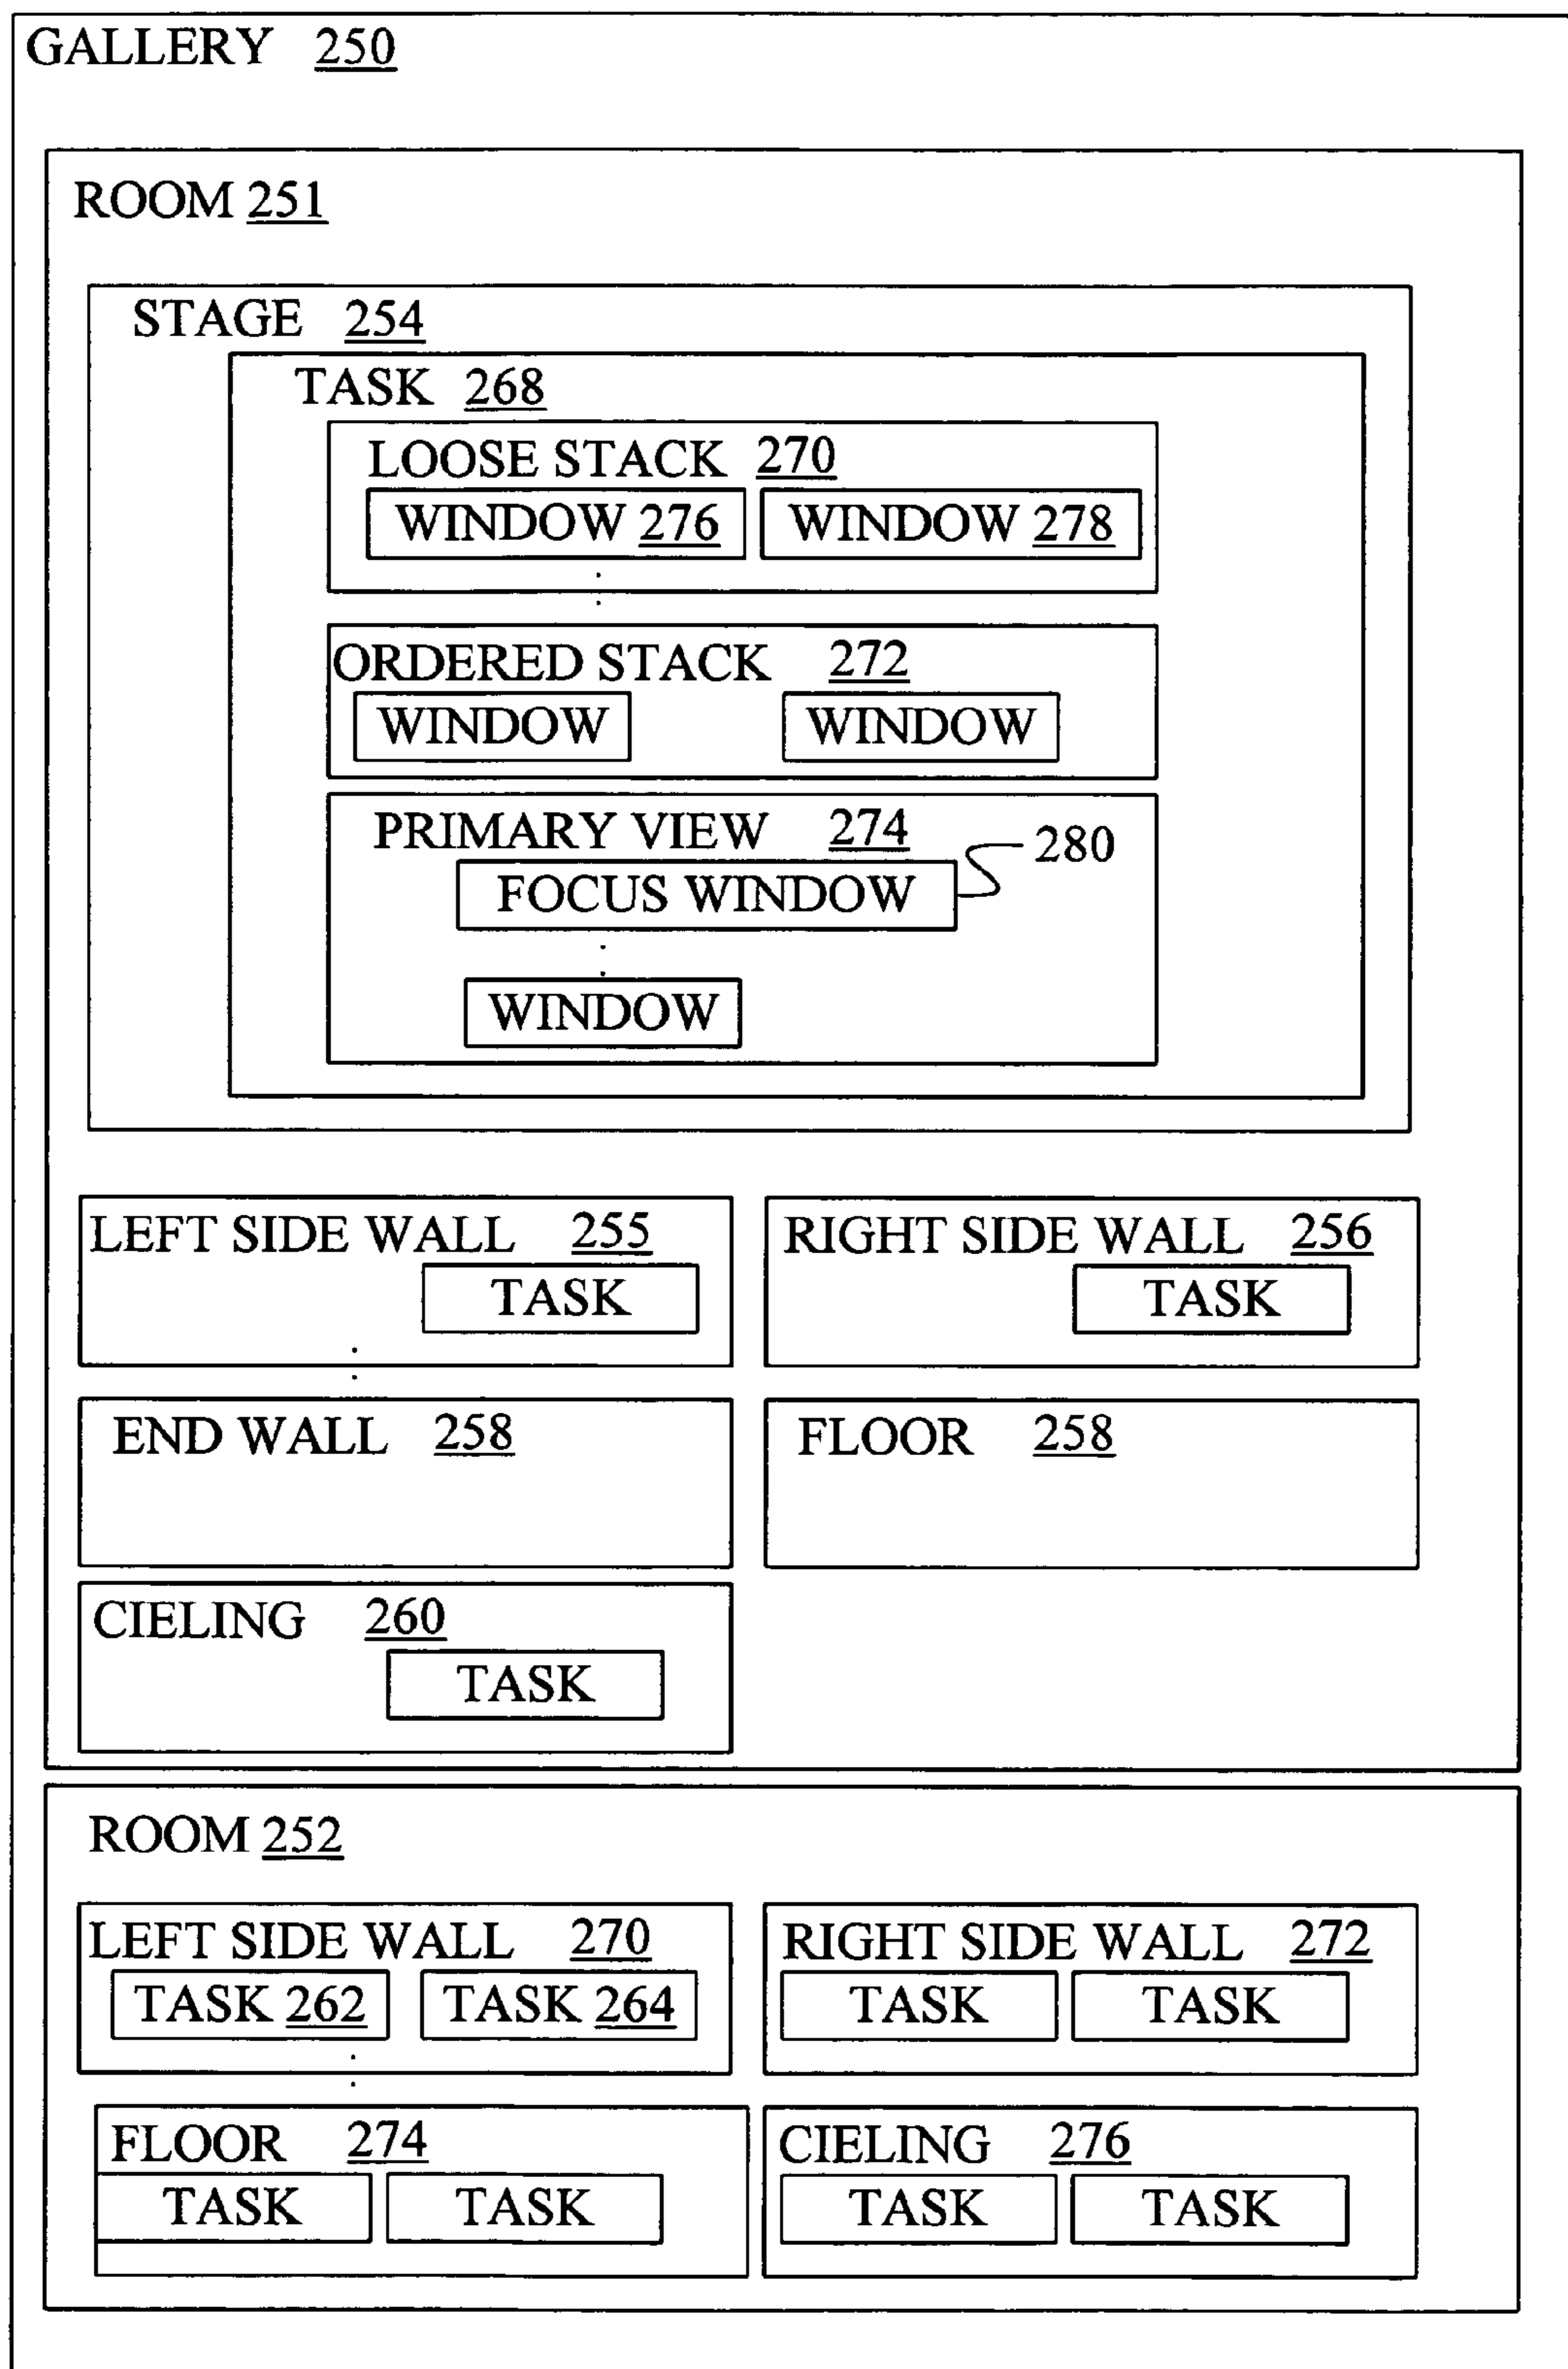 GALLERY 250
ROOM 251
STAGE 254
TASK 268
LOOSE STACK 270
WINDOW 276 WINDOW 278
ORDERED STACK 272
WINDOW WINDOW
PRIMARY VIEW 274
280
FOCUS WINDOW
WINDOW
LEFT SIDE WALL 255
TASK
RIGHT SIDE WALL 256
TASK
END WALL 258
FLOOR 258
CIELING 260
TASK
ROOM 252
LEFT SIDE WALL 270
TASK 262 TASK 264
RIGHT SIDE WALL 272
TASK TASK
FLOOR 274
TASK TASK
CIELING 276
TASK TASK